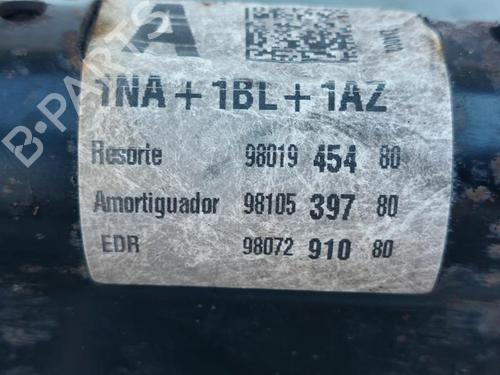 A
1NA + 1BL + 1AZ
Resorte 98019 454 80
Amortiguador 98105 397 80
EDR 98072 910 80
B-PARTS